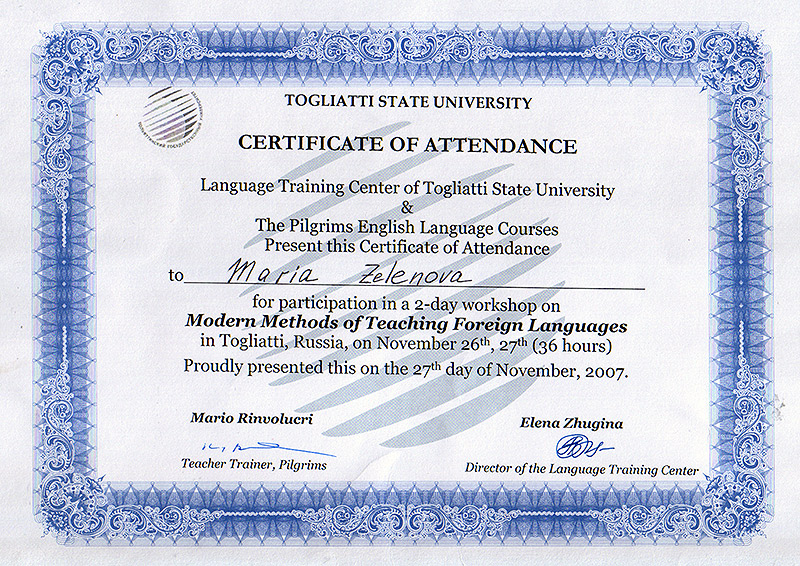 TOGLIATTI STATE UNIVERSITY
CERTIFICATE OF ATTENDANCE
Language Training Center of Togliatti State University
&
The Pilgrims English Language Courses
Present this Certificate of Attendance
to Maria Zelenova
for participation in a 2-day workshop on
Modern Methods of Teaching Foreign Languages
in Togliatti, Russia, on November 26th, 27th (36 hours)
Proudly presented this on the 27th day of November, 2007.
Mario Rinvolucri
Elena Zhugina
Teacher Trainer, Pilgrims
Director of the Language Training Center